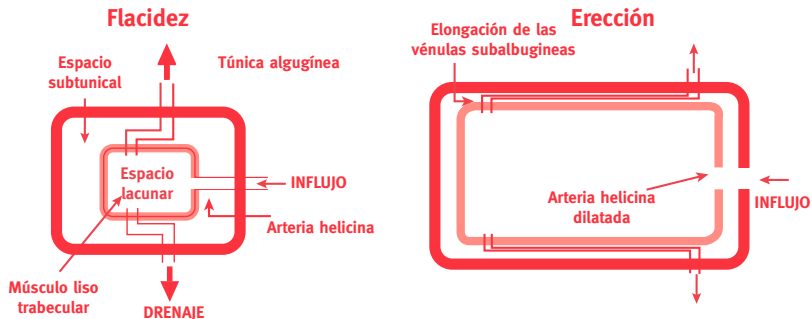 Flacidez
Espacio
subtunical
Túnica algugínea
Espacio
lacunar
INFLUJO
Arteria helicina
Músculo liso
trabecular
DRENAJE
Erección
Elongación de las
vénulas subalbugineas
Arteria helicina
dilatada
INFLUJO